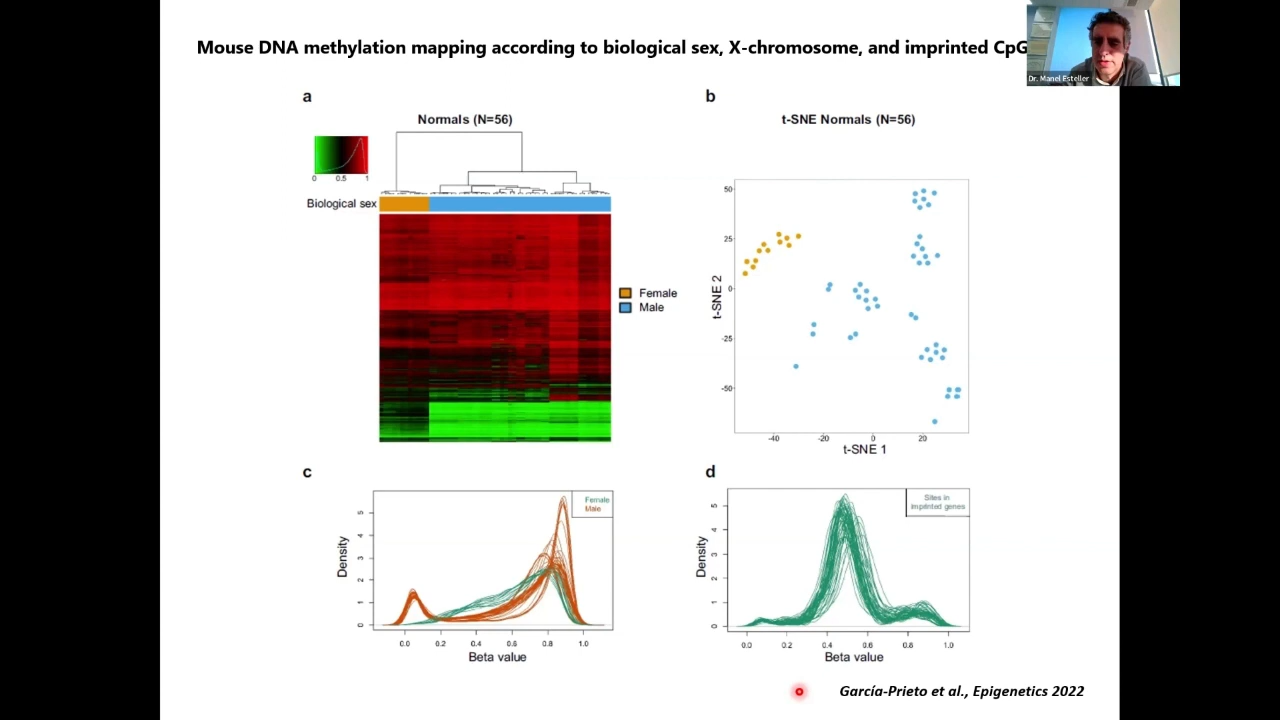 Mouse DNA methylation mapping according to biological sex, X-chromosome, and imprinted CpG
Dr. Manel Esteller
a
Normals (N=56)
0 0.5 1
Biological sex
Female
Male
b
t-SNE Normals (N=56)
50
25
0
-25
-50
t-SNE 2
-40 -20 0 20
t-SNE 1
c
Female
Male
5
4
3
2
1
0
Density
0.0 0.2 0.4 0.6 0.8 1.0
Beta value
d
Sites in
imprinted genes
5
4
3
2
1
0
Density
0.0 0.2 0.4 0.6 0.8 1.0
Beta value
García-Prieto et al., Epigenetics 2022